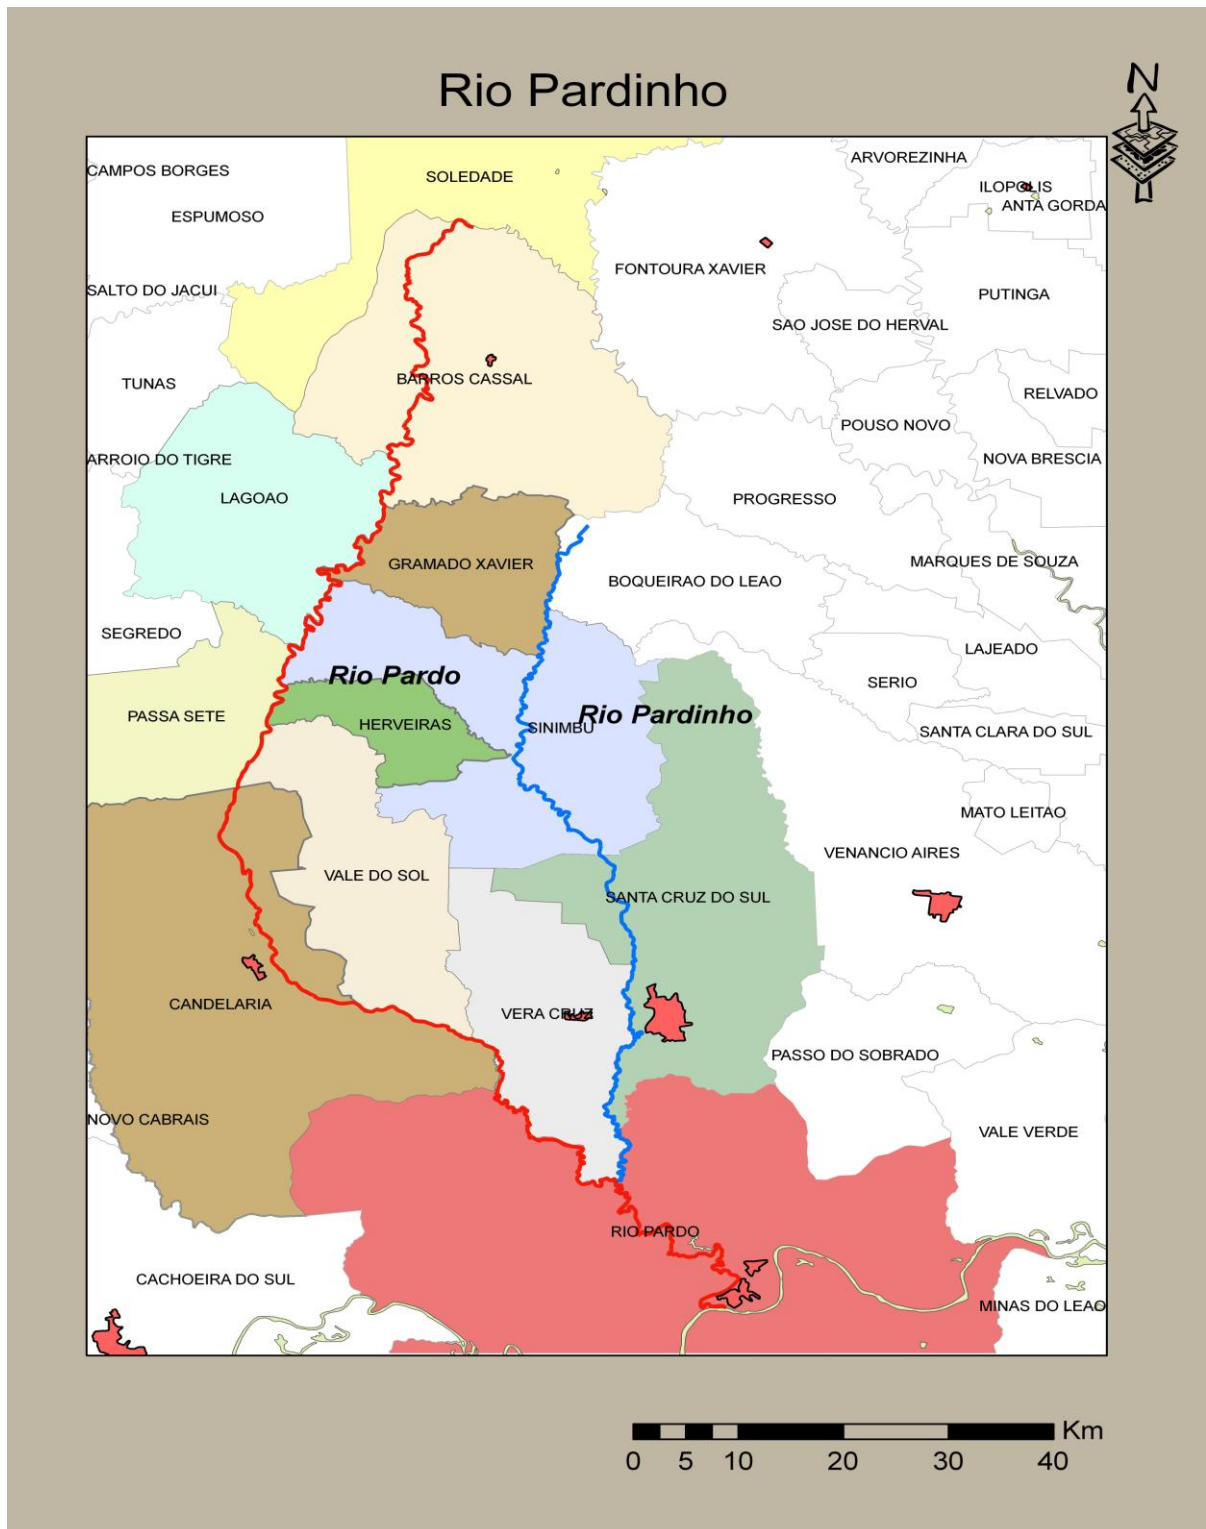 Rio Pardinho
N
ARVOREZINHA
CAMPOS BORGES
SOLEDADE
ILOPOLIS
ANTA GORDA
ESPUMOSO
FONTOURA XAVIER
SALTO DO JACUI
PUTINGA
SAO JOSE DO HERVAL
TUNAS
BARROS CASSAL
RELVADO
POUSO NOVO
ARROIO DO TIGRE
NOVA BRESCIA
LAGOAO
PROGRESSO
GRAMADO XAVIER
MARQUES DE SOUZA
BOQUEIRAO DO LEAO
SEGREDO
LAJEADO
Rio Pardo
SERIO
PASSA SETE
Rio Pardinho
HERVEIRAS
SINIMBU
SANTA CLARA DO SUL
MATO LEITAO
VENANCIO AIRES
VALE DO SOL
SANTA CRUZ DO SUL
CANDELARIA
VERA CRUZ
PASSO DO SOBRADO
NOVO CABRAIS
VALE VERDE
RIO PARDO
CACHOEIRA DO SUL
MINAS DO LEAO
Km
0 5 10 20 30 40